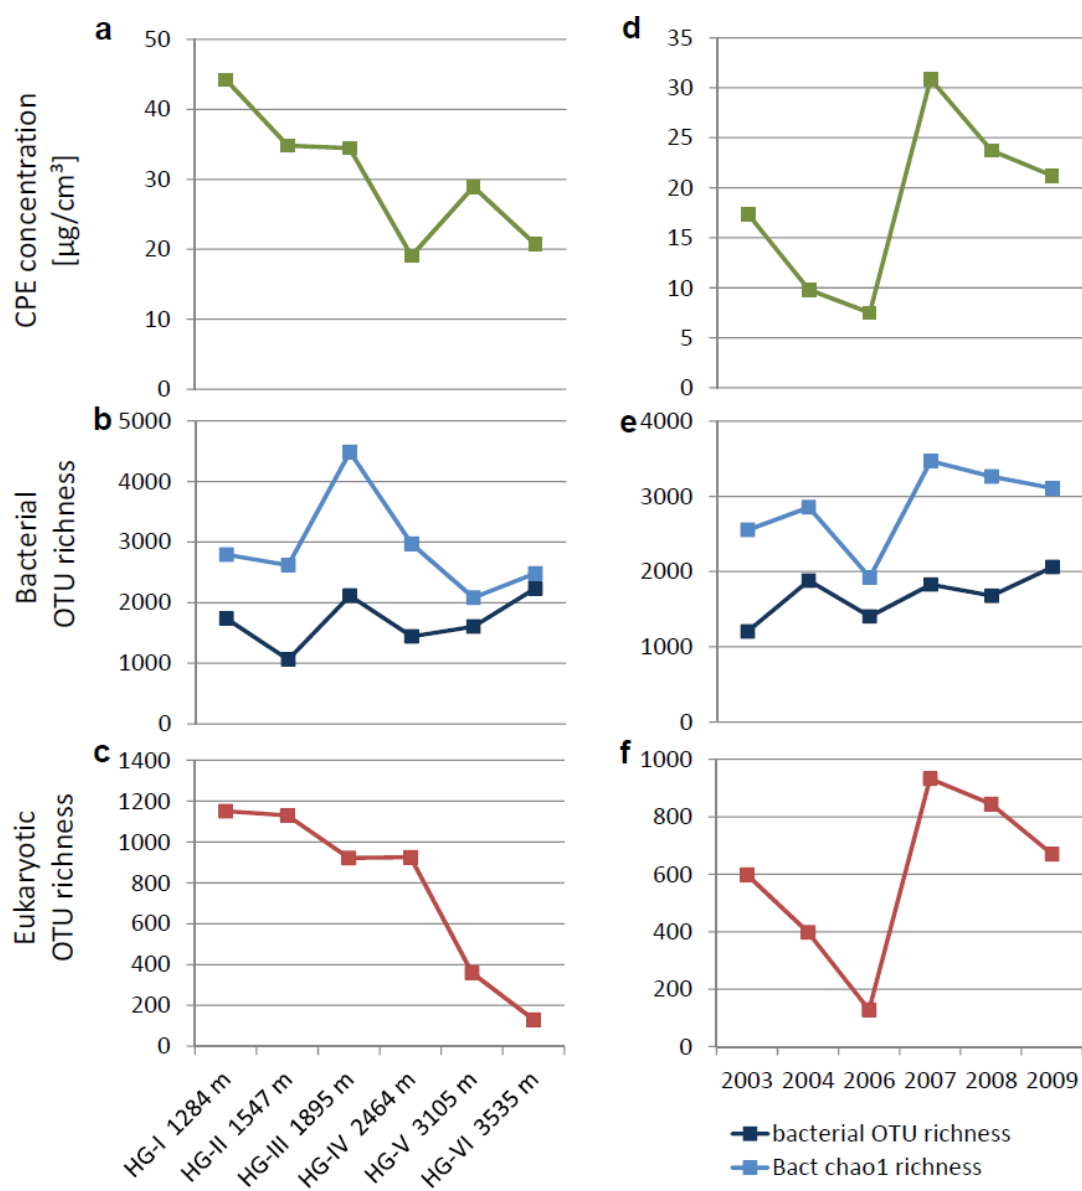 a
50
40
30
20
10
0
CPE concentration
[µg/cm³]
d
35
30
25
20
15
10
5
0
b
5000
4000
3000
2000
1000
0
Bacterial
OTU richness
e
4000
3000
2000
1000
0
c
1400
1200
1000
800
600
400
200
0
Eukaryotic
OTU richness
HG-I 1284 m
HG-II 1547 m
HG-III 1895 m
HG-IV 2464 m
HG-V 3105 m
HG-VI 3535 m
f
1000
800
600
400
200
0
2003 2004 2006 2007 2008 2009
bacterial OTU richness
Bact chao1 richness